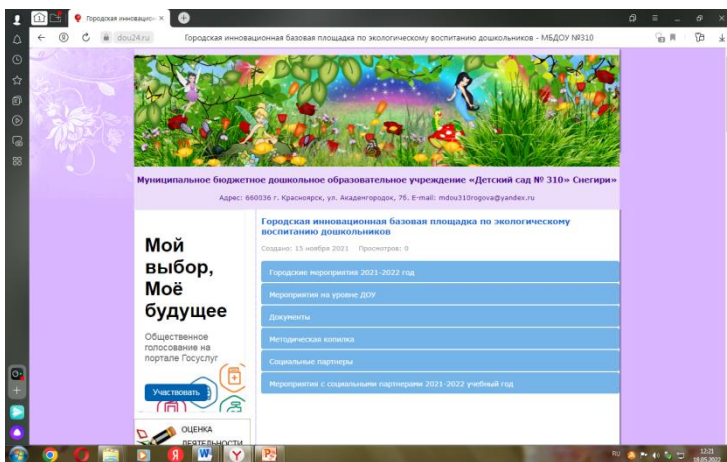 Городская инновацион
dou24.ru
Городская инновационная базовая площадка по экологическому воспитанию дошкольников - МБДОУ №310
Муниципальное бюджетное дошкольное образовательное учреждение «Детский сад № 310» Снегири»
Адрес: 660036 г. Красноярск, ул. Академгородок, 7б. E-mail: mdou310rogova@yandex.ru
Мой
выбор,
Моё
будущее
Общественное
голосование на
портале Госуслуг
Участвовать
ОЦЕНКА
ДЕЯТЕЛЬНОСТИ
Городская инновационная базовая площадка по экологическому
воспитанию дошкольников
Создано: 15 ноября 2021 Просмотров: 0
Городские мероприятия 2021-2022 год
Мероприятия на уровне ДОУ
Документы
Методическая копилка
Социальные партнеры
Мероприятия с социальными партнерами 2021-2022 учебный год
RU
12:21
18.05.2022